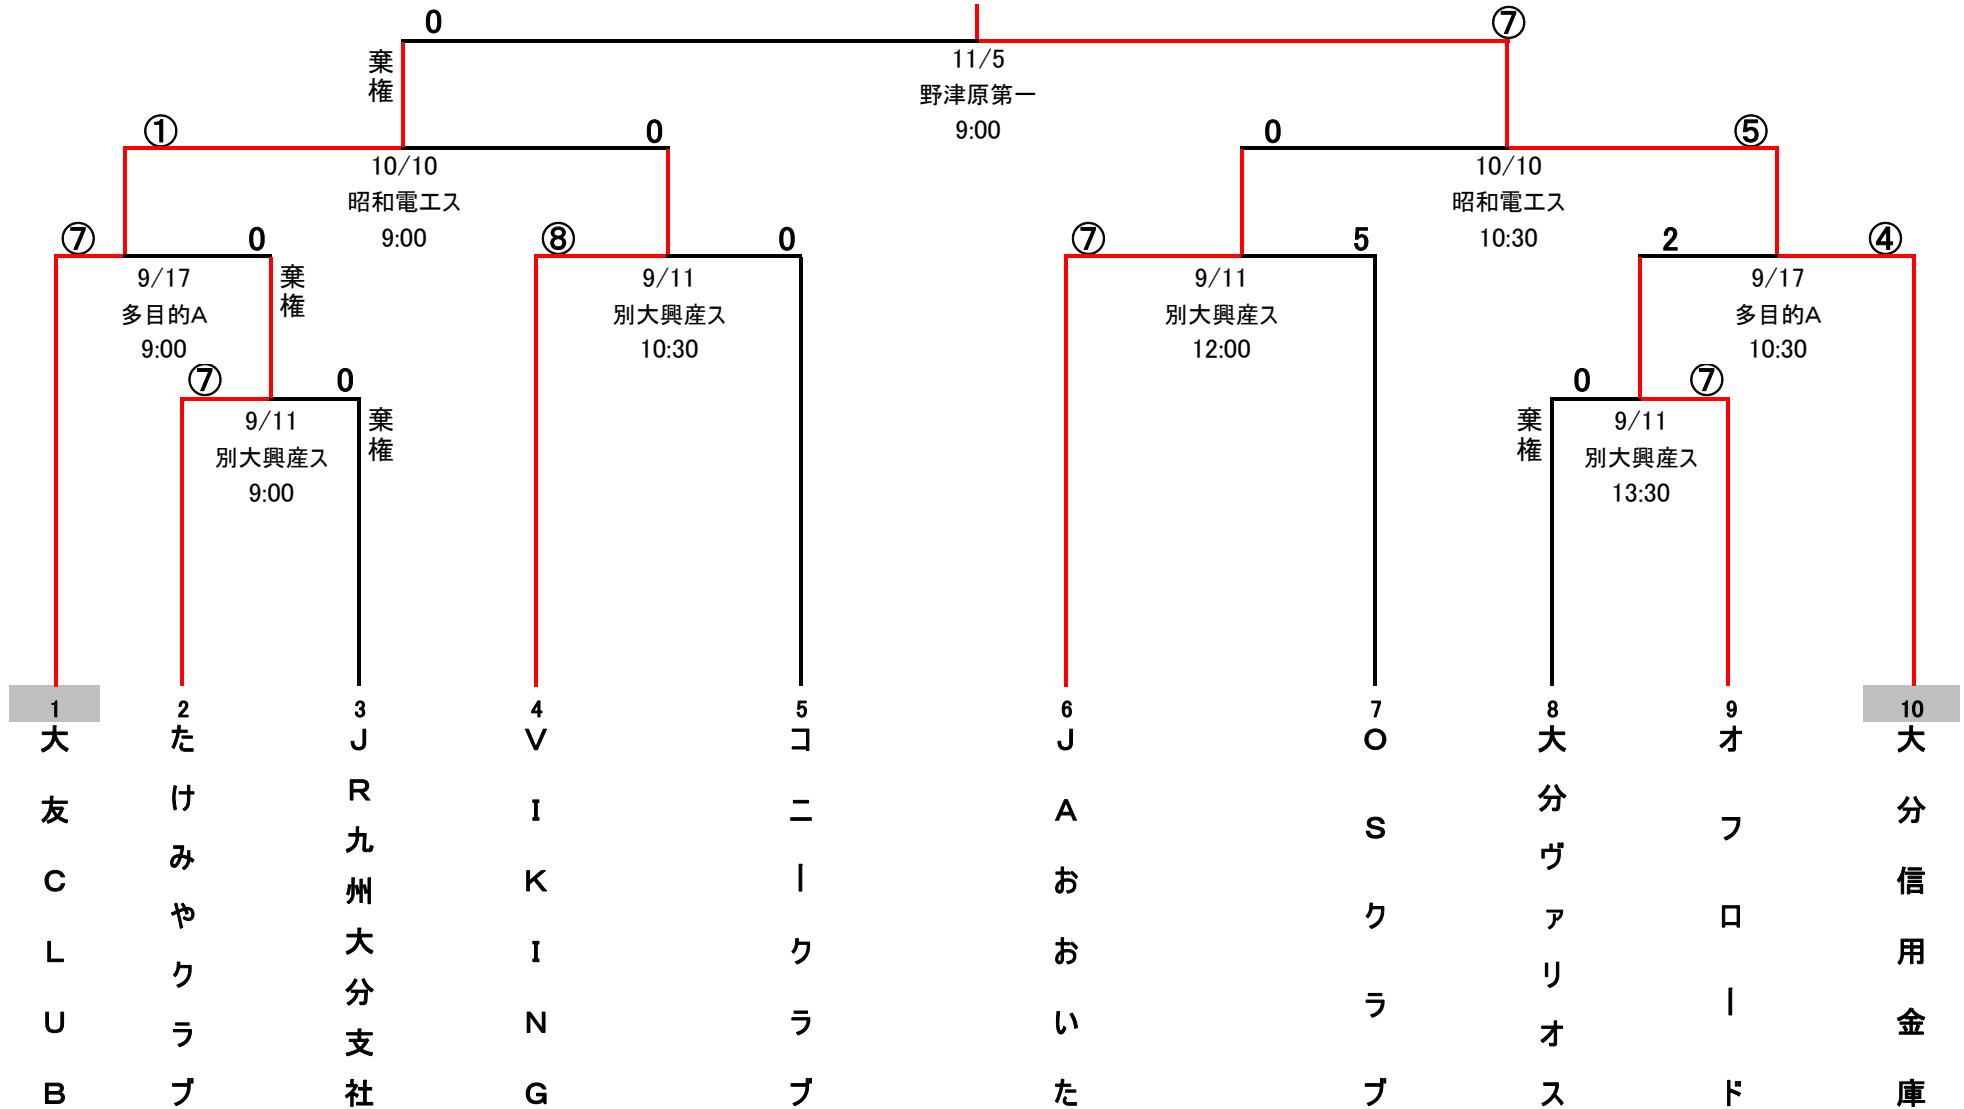 0 ⑦
棄権
11/5
野津原第一
9:00
① 0
10/10
昭和電工ス
9:00
0 ⑤
10/10
昭和電工ス
10:30
⑦ 0
棄権
9/17
多目的A
9:00
⑧ 0
9/11
別大興産ス
10:30
⑦ 5
9/11
別大興産ス
12:00
2 ④
9/17
多目的A
10:30
⑦ 0
棄権
9/11
別大興産ス
9:00
0 ⑦
棄権
9/11
別大興産ス
13:30
1
大友CLUB
2
たけみやクラブ
3
JR九州大分支社
4
VIKING
5
コニークラブ
6
JAおおいた
7
OSクラブ
8
大分ヴァリオス
9
オフロード
10
大分信用金庫